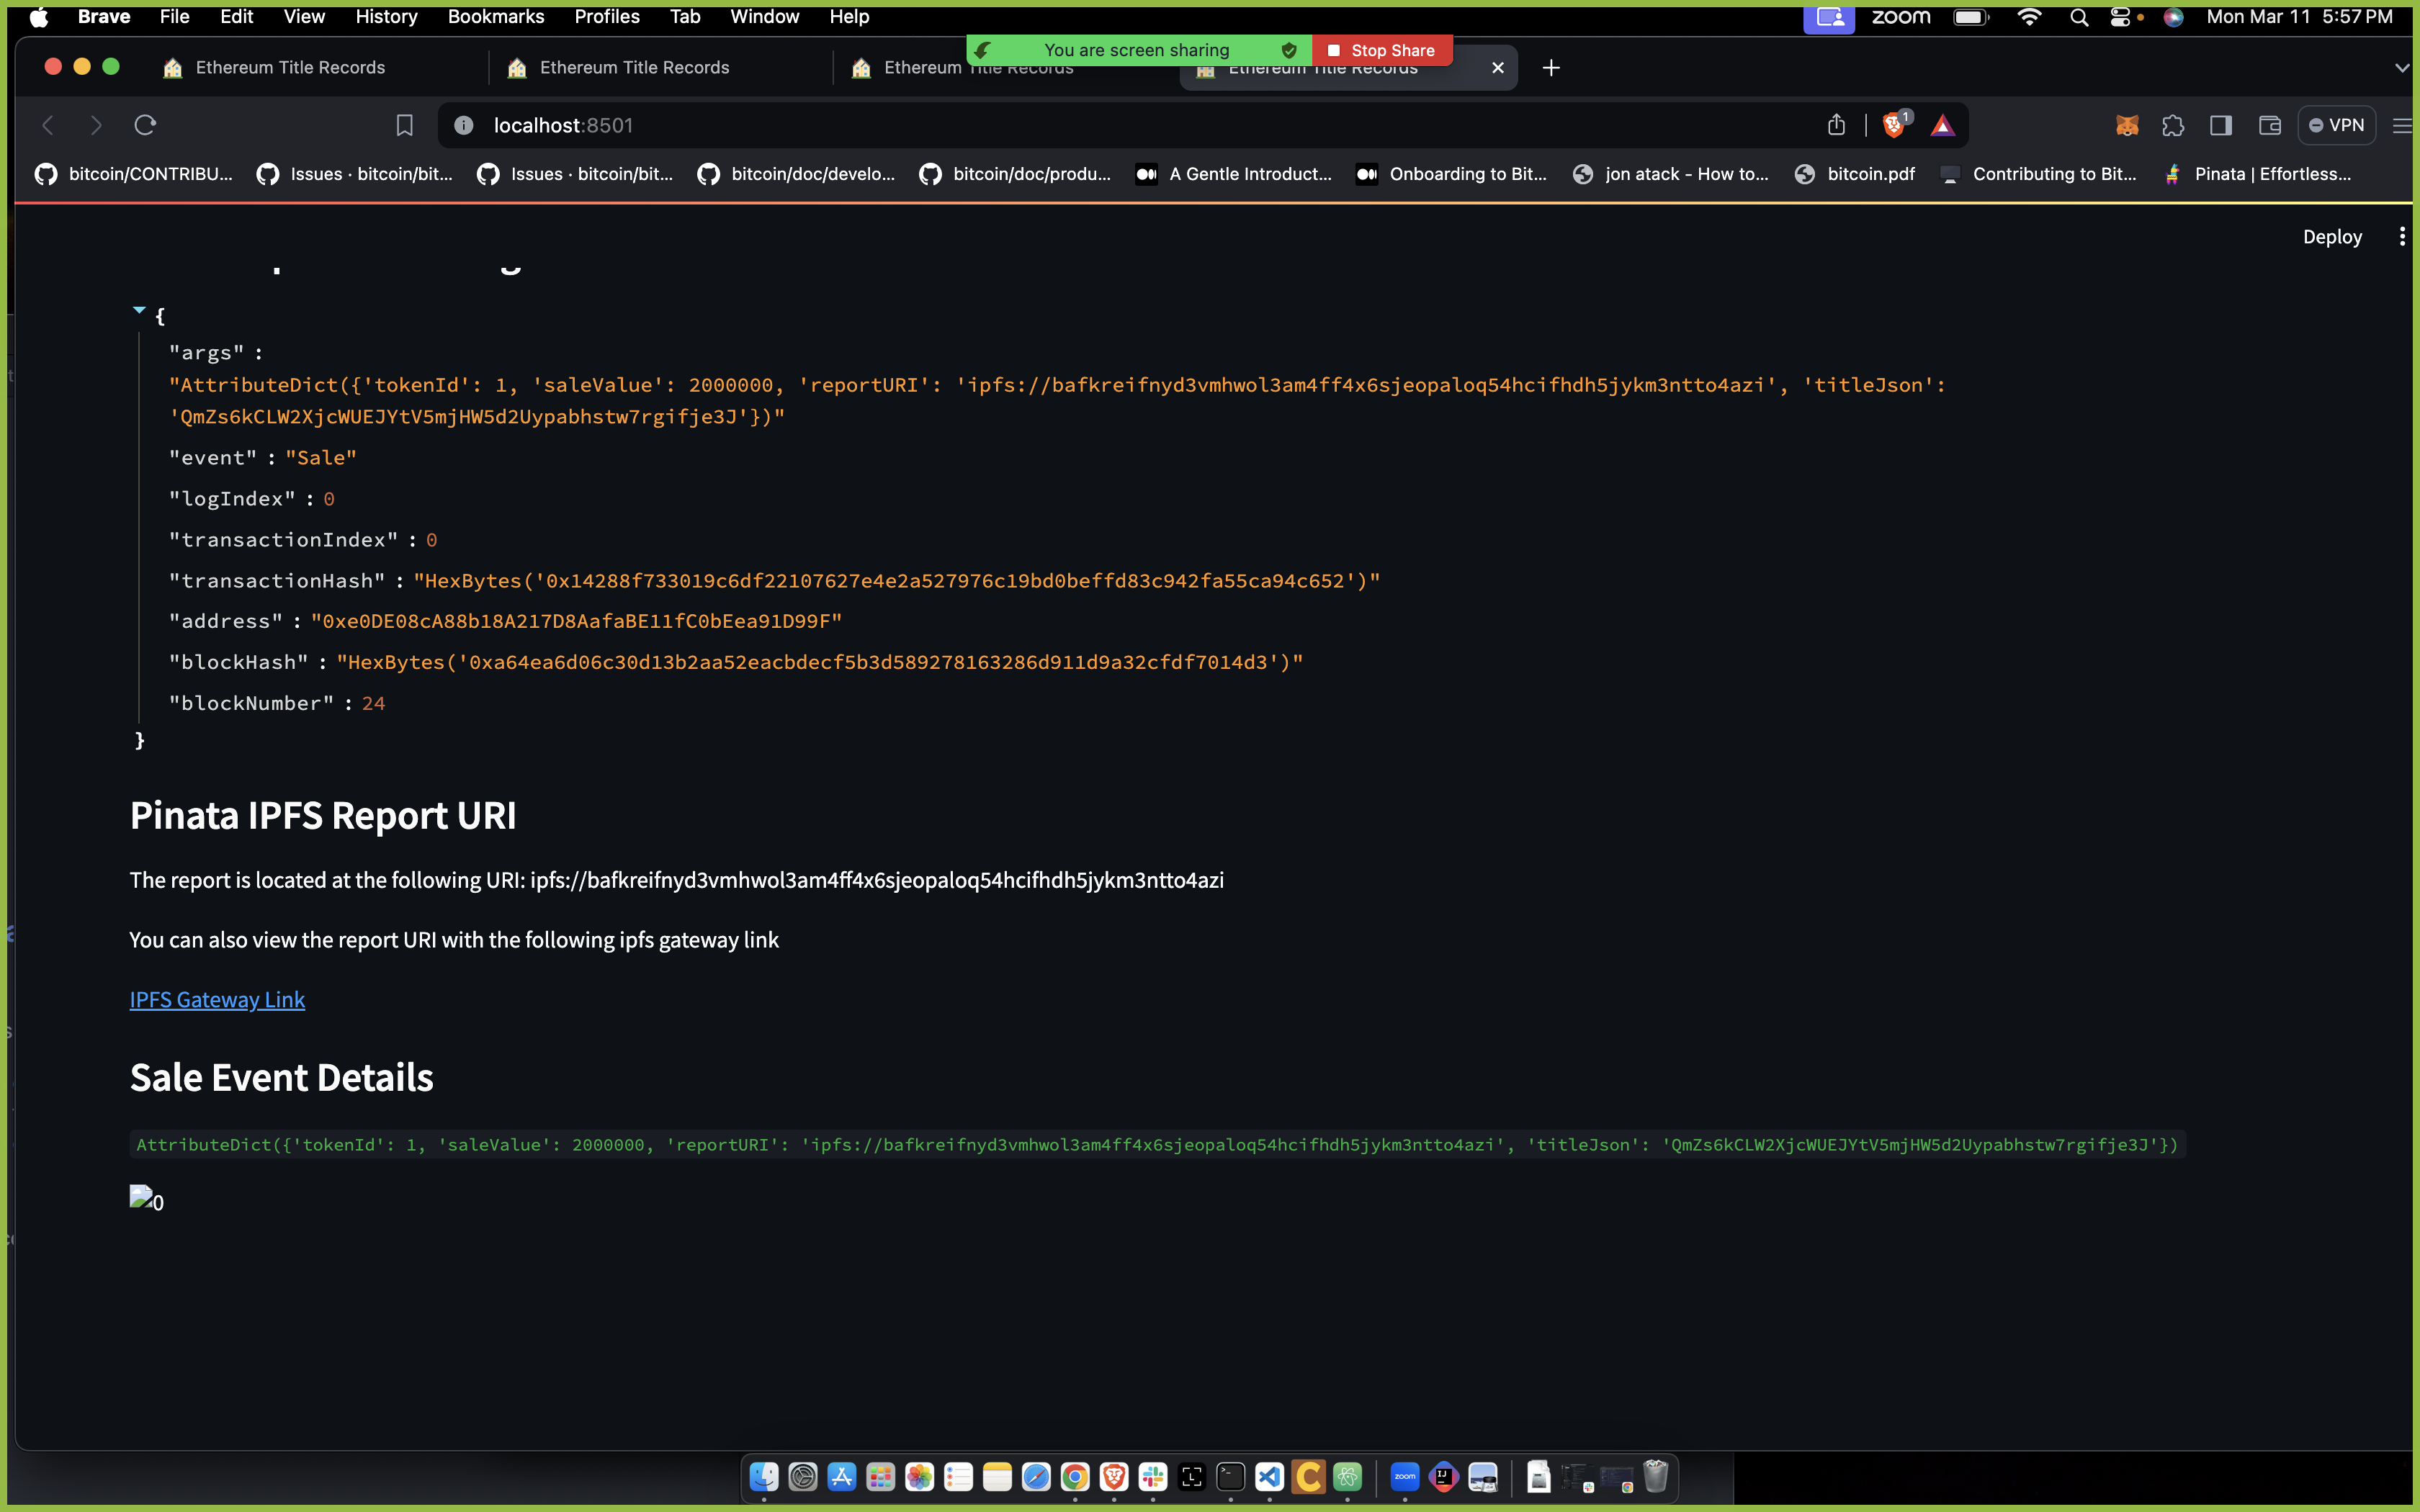 Brave File Edit View History Bookmarks Profiles Tab Window Help zoom Mon Mar 11 5:57 PM
You are screen sharing Stop Share
Ethereum Title Records Ethereum Title Records Ethereum Title Records Ethereum Title Records
localhost:8501 1 VPN
bitcoin/CONTRIBU... Issues · bitcoin/bit... Issues · bitcoin/bit... bitcoin/doc/develo... bitcoin/doc/produ... A Gentle Introduct... Onboarding to Bit... jon atack - How to... bitcoin.pdf Contributing to Bit... Pinata | Effortless...
Deploy
{
"args" :
"AttributeDict({'tokenId': 1, 'saleValue': 2000000, 'reportURI': 'ipfs://bafkreifnyd3vmhwol3am4ff4x6sjeopaloq54hcifhdh5jykm3ntto4azi', 'titleJson':
'QmZs6kCLW2XjcWUEJYtV5mjHW5d2Uypabhstw7rgifje3J'})"
"event" : "Sale"
"logIndex" : 0
"transactionIndex" : 0
"transactionHash" : "HexBytes('0x14288f733019c6df22107627e4e2a527976c19bd0beffd83c942fa55ca94c652')"
"address" : "0xe0DE08cA88b18A217D8AafaBE11fC0bEea91D99F"
"blockHash" : "HexBytes('0xa64ea6d06c30d13b2aa52eacbdecf5b3d589278163286d911d9a32cfdf7014d3')"
"blockNumber" : 24
}
Pinata IPFS Report URI
The report is located at the following URI: ipfs://bafkreifnyd3vmhwol3am4ff4x6sjeopaloq54hcifhdh5jykm3ntto4azi
You can also view the report URI with the following ipfs gateway link
IPFS Gateway Link
Sale Event Details
AttributeDict({'tokenId': 1, 'saleValue': 2000000, 'reportURI': 'ipfs://bafkreifnyd3vmhwol3am4ff4x6sjeopaloq54hcifhdh5jykm3ntto4azi', 'titleJson': 'QmZs6kCLW2XjcWUEJYtV5mjHW5d2Uypabhstw7rgifje3J'})
0
zoom IJ